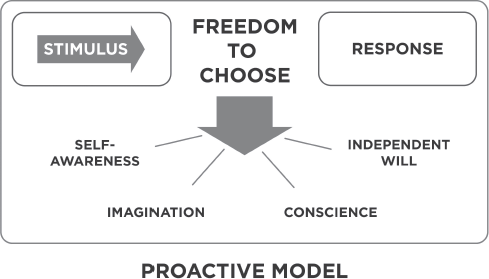 STIMULUS
FREEDOM
TO
CHOOSE
RESPONSE
SELF-
AWARENESS
INDEPENDENT
WILL
IMAGINATION
CONSCIENCE
PROACTIVE MODEL